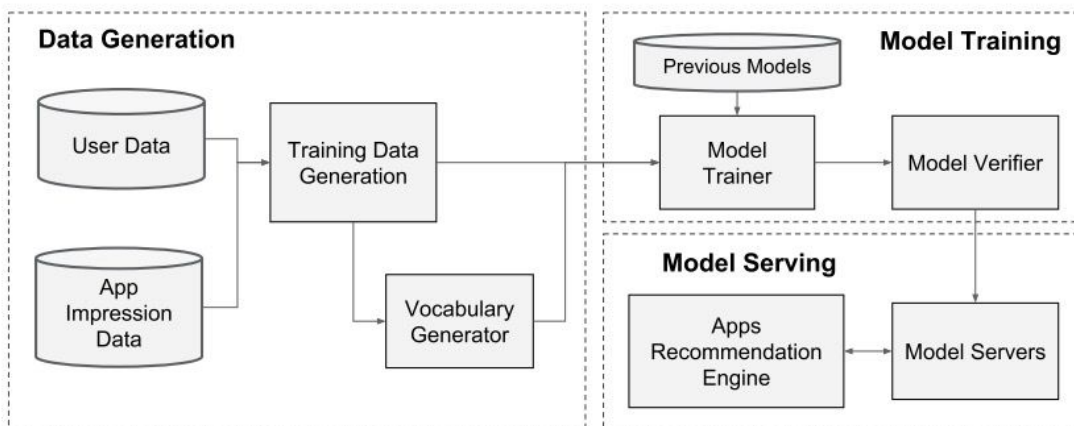 Data Generation
User Data
App
Impression
Data
Training Data
Generation
Vocabulary
Generator
Model Training
Previous Models
Model
Trainer
Model Verifier
Model Serving
Apps
Recommendation
Engine
Model Servers